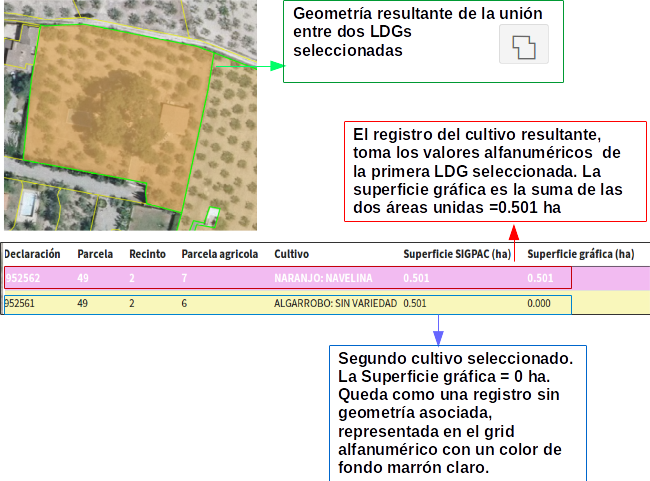 Geometría resultante de la unión
entre dos LDGs
seleccionadas
El registro del cultivo resultante,
toma los valores alfanuméricos de
la primera LDG seleccionada. La
superficie gráfica es la suma de las
dos áreas unidas =0.501 ha
Declaración Parcela Recinto Parcela agricola Cultivo Superficie SIGPAC (ha) Superficie gráfica (ha)
952562 49 2 7 NARANJO: NAVELINA 0.501 0.501
952561 49 2 6 ALGARROBO: SIN VARIEDAD 0.501 0.000
Segundo cultivo seleccionado.
La Superficie gráfica = 0 ha.
Queda como una registro sin
geometría asociada,
representada en el grid
alfanumérico con un color de
fondo marrón claro.